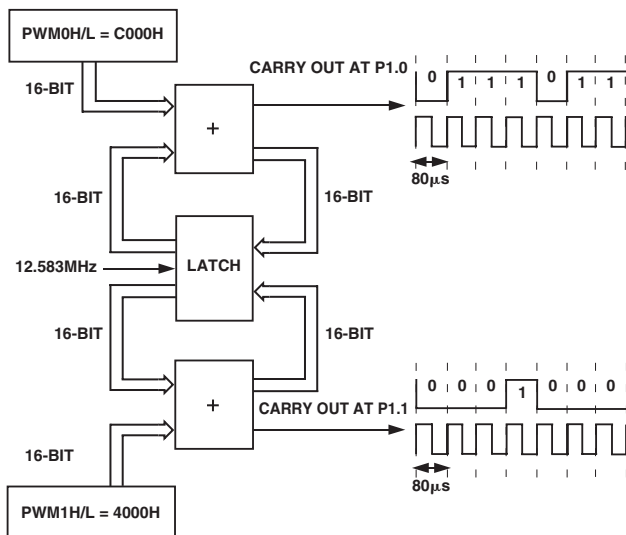 PWM0H/L = C000H
16-BIT
CARRY OUT AT P1.0
0 1 1 1 0 1 1
+
80μs
16-BIT
16-BIT
12.583MHz
LATCH
16-BIT
16-BIT
0 0 0 1 0 0 0
+
CARRY OUT AT P1.1
16-BIT
80μs
PWM1H/L = 4000H